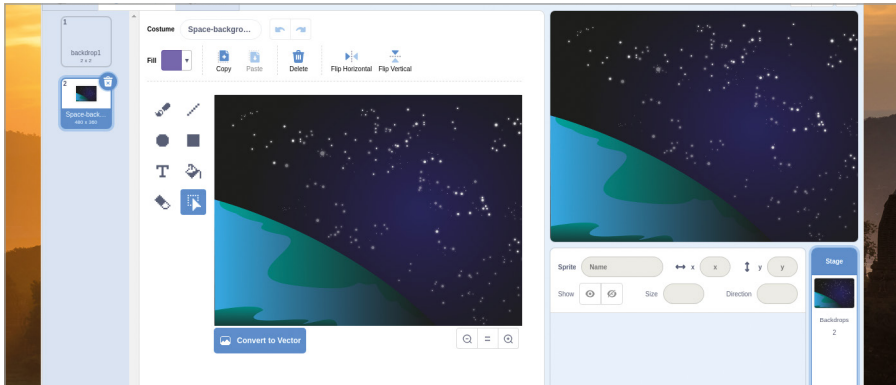 1
backdrop1
2 x 2
2
Space-back...
480 x 360
Costume
Space-backgro...
Fill
Copy
Paste
Delete
Flip Horizontal
Flip Vertical
T
Convert to Vector
=
Sprite
Name
x
x
y
y
Show
Size
Direction
Stage
Backdrops
2